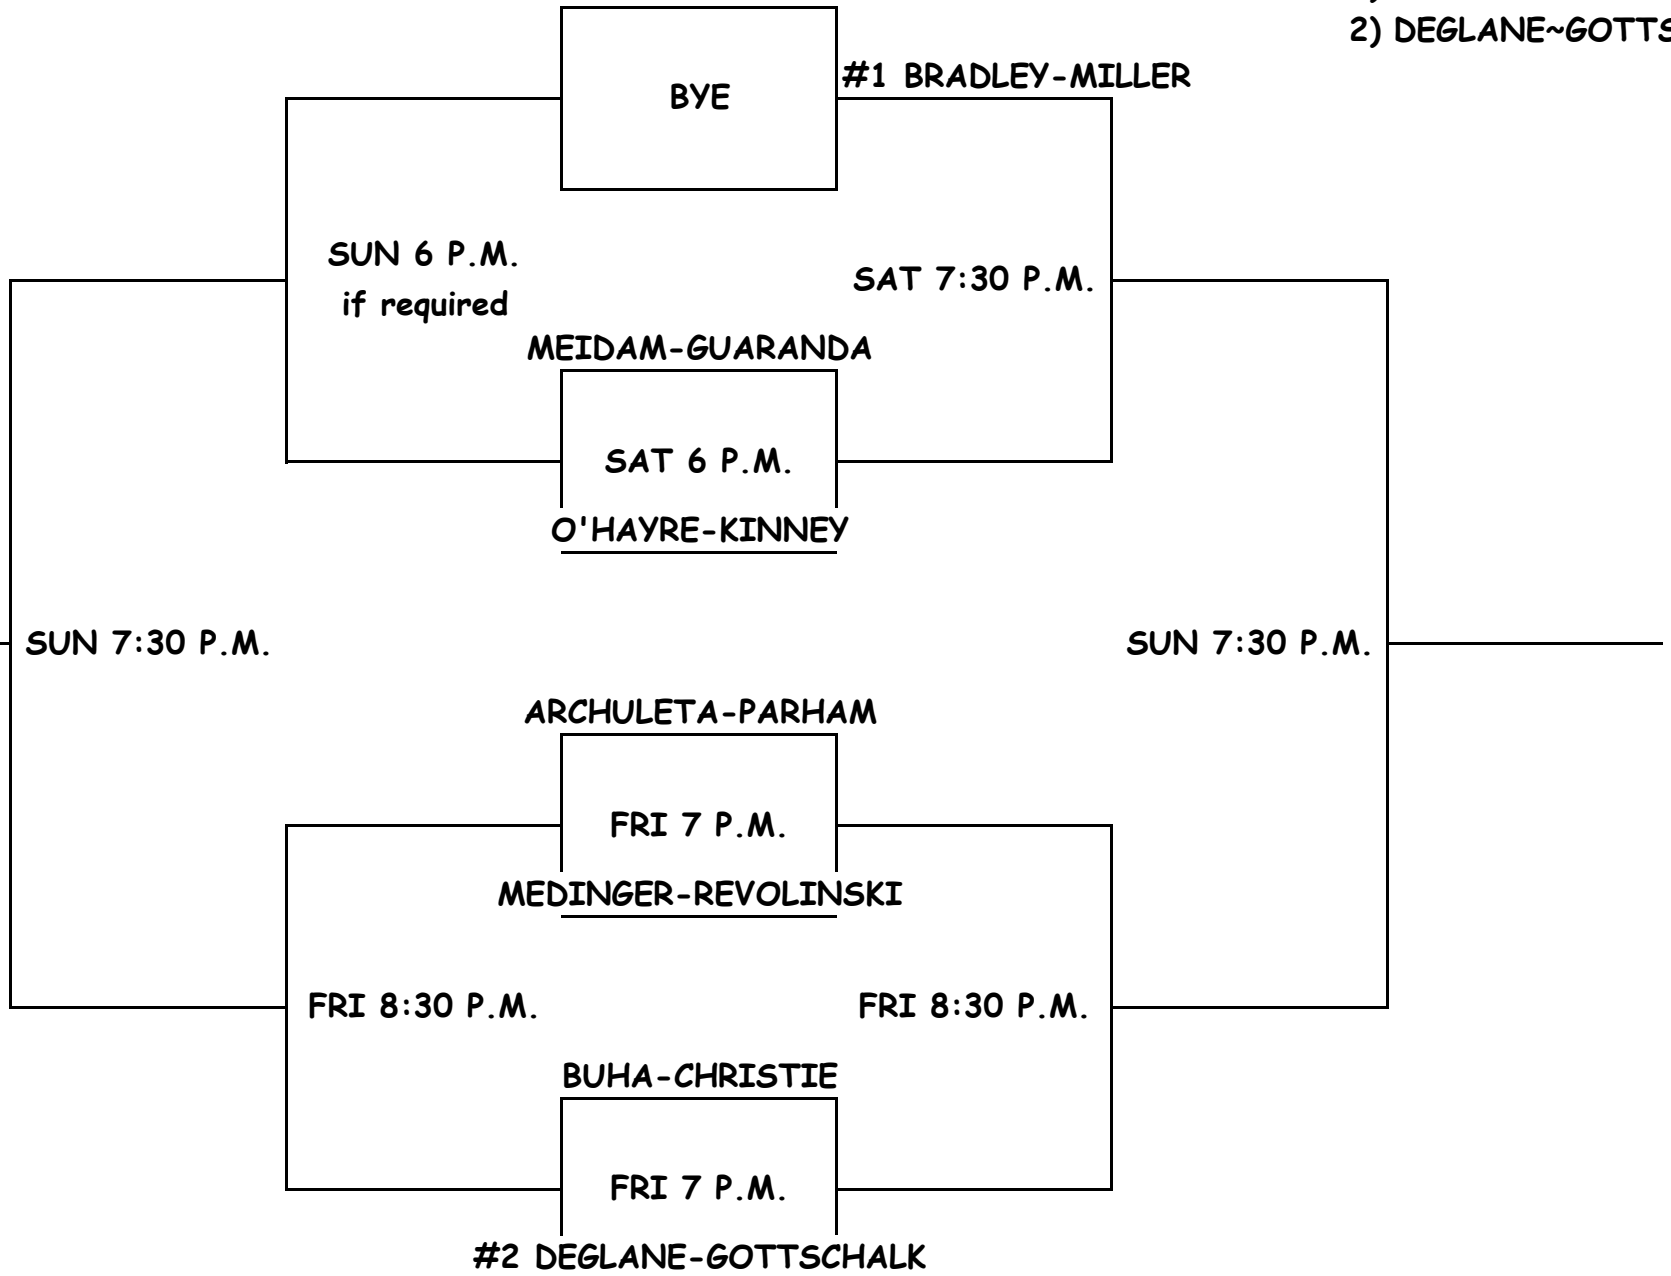 2) DEGLANE~GOTTS
#1 BRADLEY-MILLER
BYE
SUN 6 P.M.
if required
SAT 7:30 P.M.
MEIDAM-GUARANDA
SAT 6 P.M.
O'HAYRE-KINNEY
SUN 7:30 P.M.
SUN 7:30 P.M.
ARCHULETA-PARHAM
FRI 7 P.M.
MEDINGER-REVOLINSKI
FRI 8:30 P.M.
FRI 8:30 P.M.
BUHA-CHRISTIE
FRI 7 P.M.
#2 DEGLANE-GOTTSCHALK